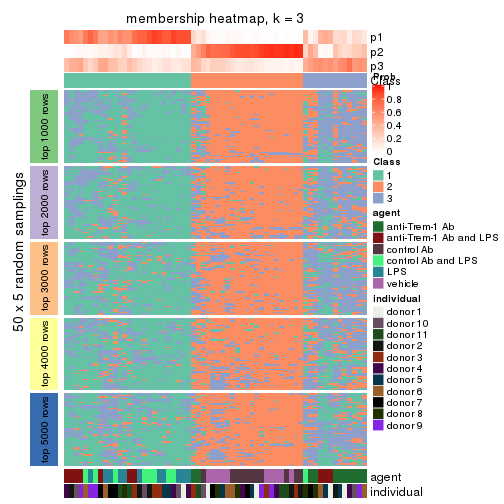 membership heatmap, k = 3
p1
p2
p3
Class
Prob
0.8
0.6
0.4
0.2
0
Class
1
2
3
agent
anti-Trem-1 Ab
anti-Trem-1 Ab and LPS
control Ab
control Ab and LPS
LPS
vehicle
individual
donor 1
donor 10
donor 11
donor 2
donor 3
donor 4
donor 5
donor 6
donor 7
donor 8
donor 9
50 x 5 random samplings
top 1000 rows
top 2000 rows
top 3000 rows
top 4000 rows
top 5000 rows
agent
individual